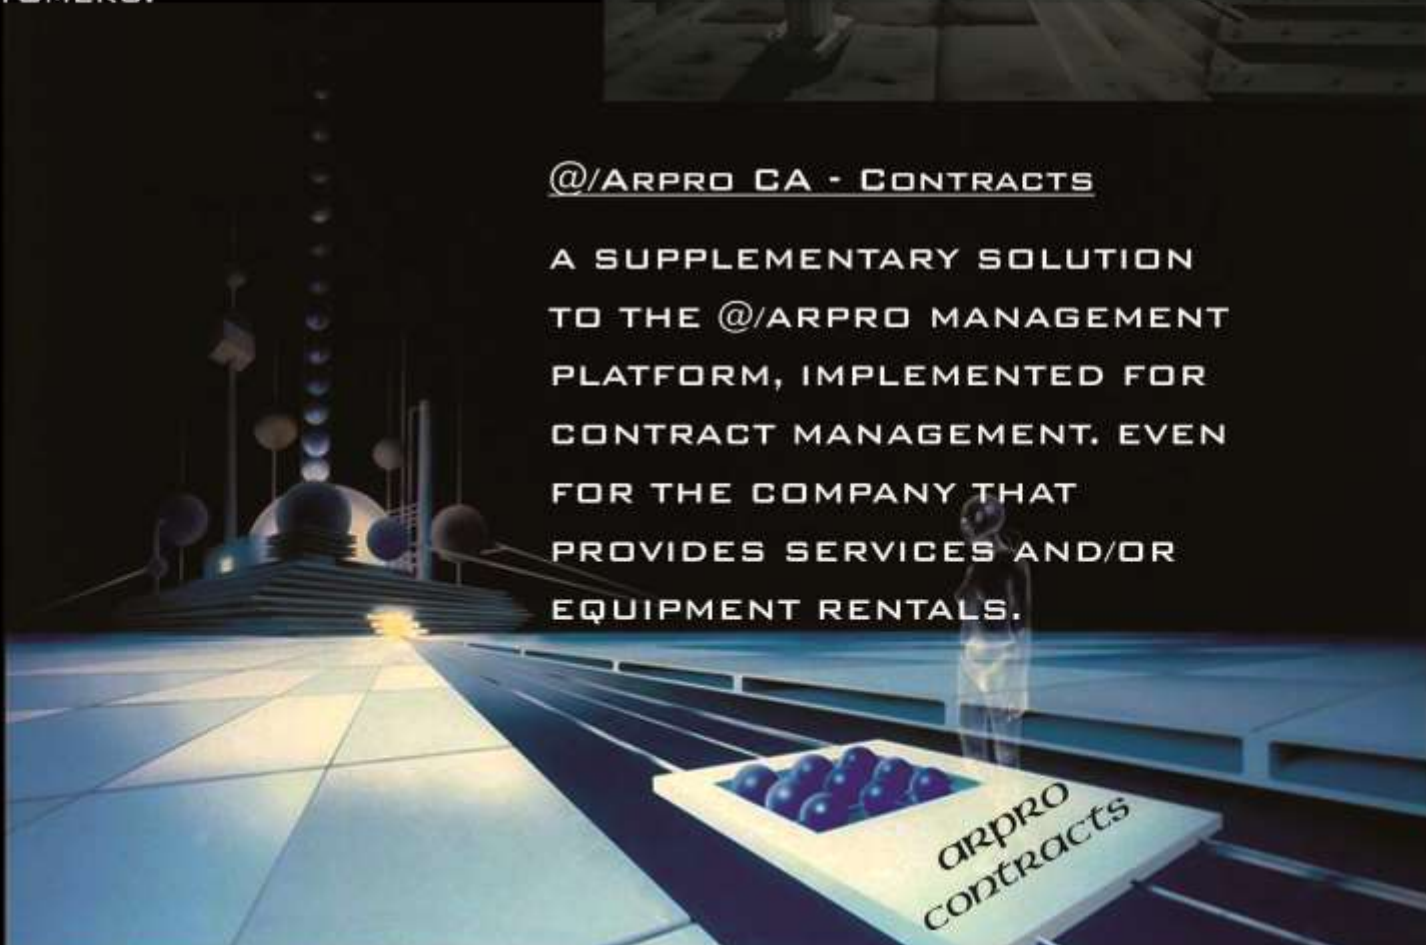 @/ARPRO CA - CONTRACTS
A SUPPLEMENTARY SOLUTION
TO THE @/ARPRO MANAGEMENT
PLATFORM, IMPLEMENTED FOR
CONTRACT MANAGEMENT. EVEN
FOR THE COMPANY THAT
PROVIDES SERVICES AND/OR
EQUIPMENT RENTALS.
arpro
contracts